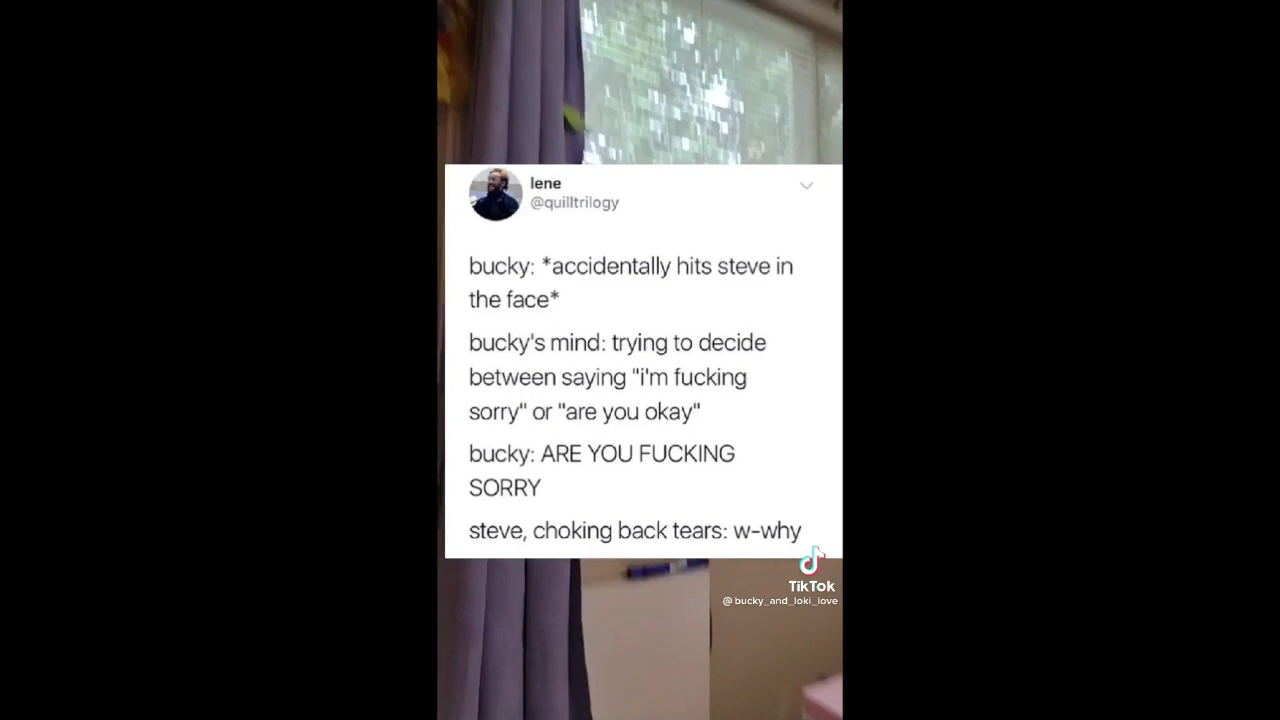 lene
@quilltrilogy
bucky: *accidentally hits steve in
the face*
bucky's mind: trying to decide
between saying "i'm fucking
sorry" or "are you okay"
bucky: ARE YOU FUCKING
SORRY
steve, choking back tears: w-why
TikTok
@bucky_and_loki_love